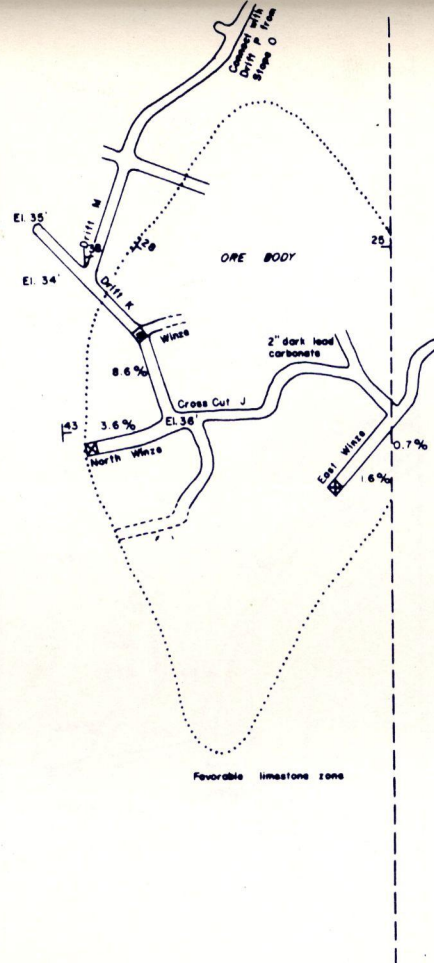 Connect with
Drift P from
Stope O
El. 35'
Drift M
38
28
25
ORE BODY
El. 34'
Drift K
Winze
2" dark lead
carbonate
8.6%
Cross Cut J
43
3.6%
El. 36'
0.7%
North Winze
East Winze
1.6%
Favorable limestone zone